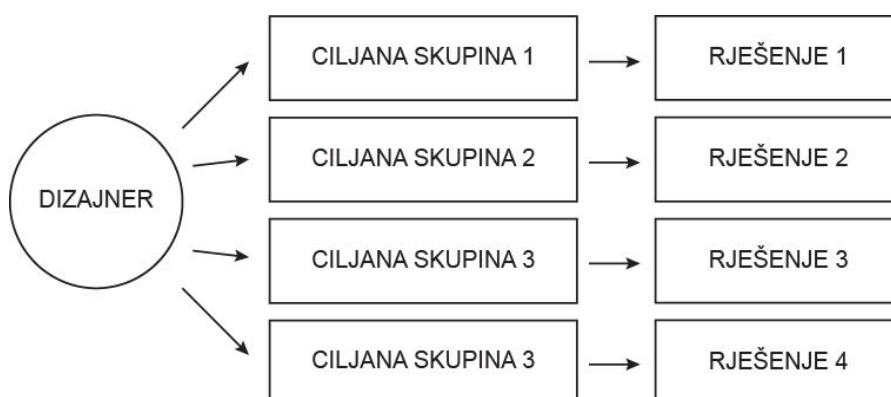 CILJANA SKUPINA 1
RJEŠENJE 1
CILJANA SKUPINA 2
RJEŠENJE 2
DIZAJNER
CILJANA SKUPINA 3
RJEŠENJE 3
CILJANA SKUPINA 3
RJEŠENJE 4